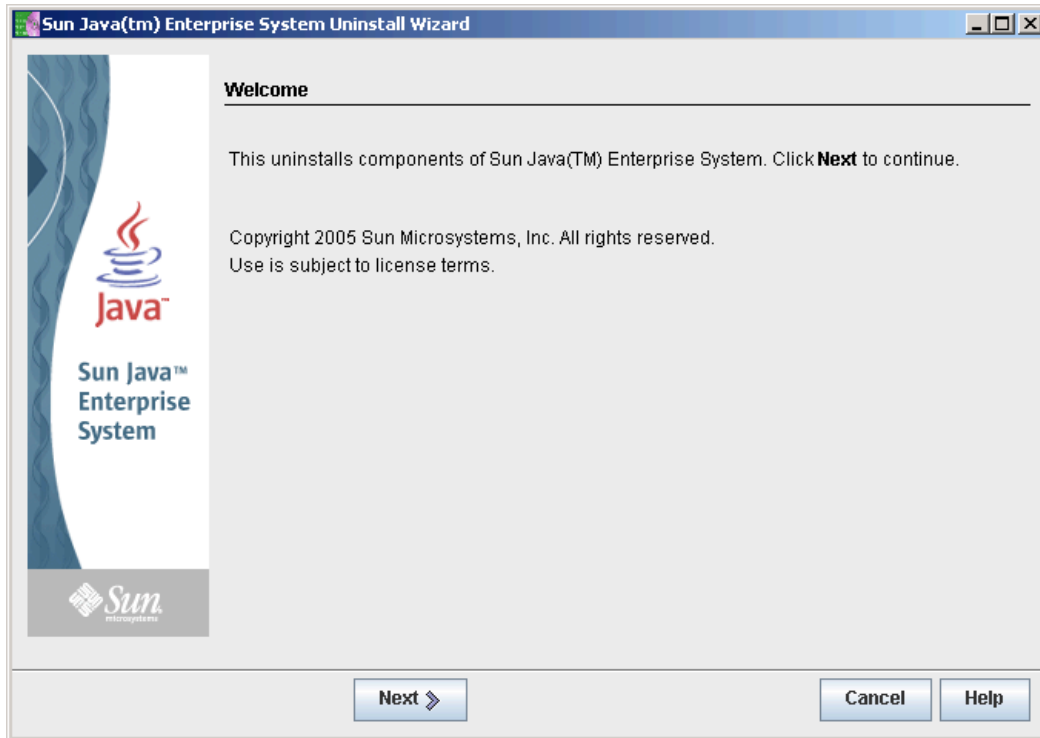 Sun Java(tm) Enterprise System Uninstall Wizard
Welcome
This uninstalls components of Sun Java(TM) Enterprise System. Click Next to continue.
Copyright 2005 Sun Microsystems, Inc. All rights reserved.
Use is subject to license terms.
Java™
Sun Java™
Enterprise
System
Sun
microsystems
Next
Cancel
Help